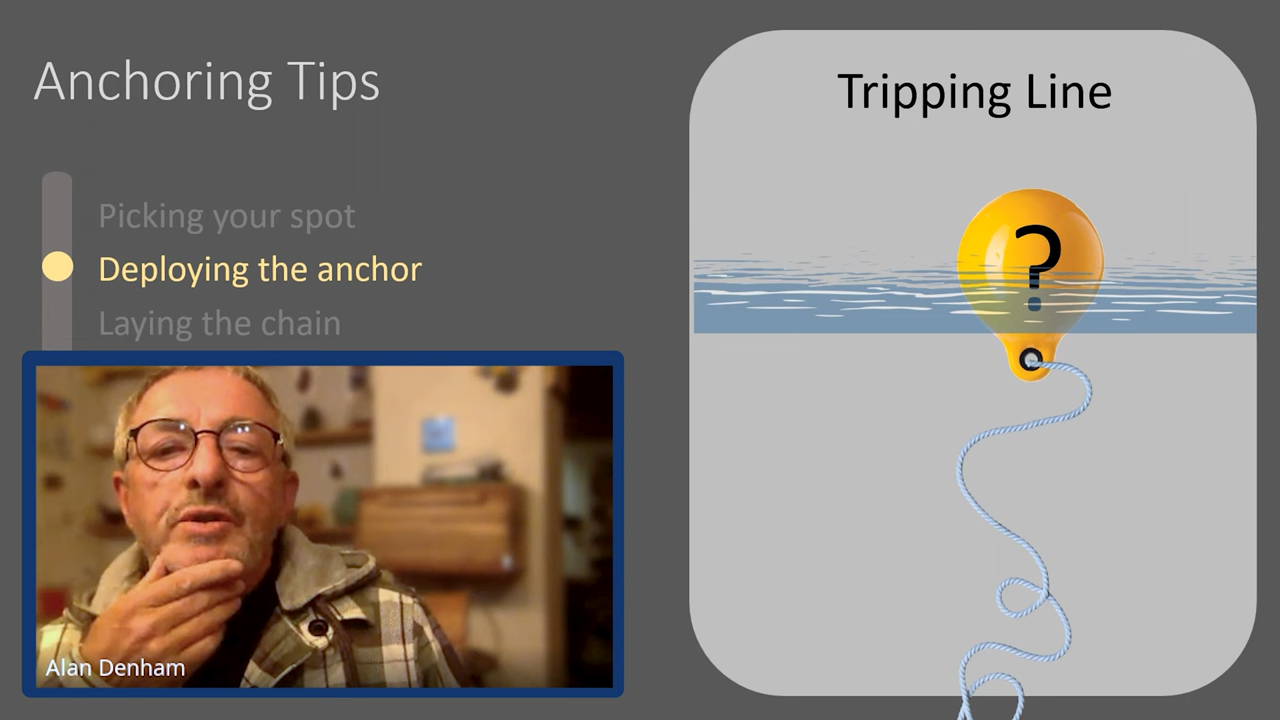 Anchoring Tips
Picking your spot
Deploying the anchor
Laying the chain
Alan Denham
Tripping Line
?